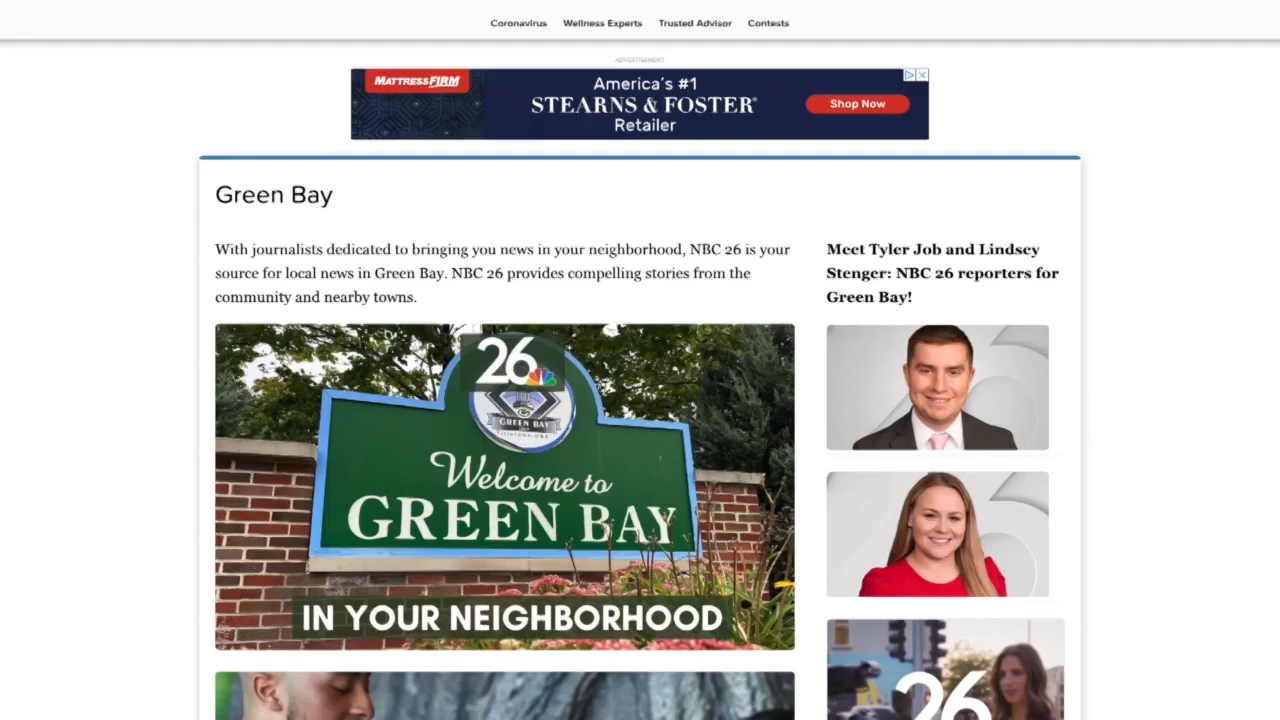 Coronavirus Wellness Experts Trusted Advisor Contests
ADVERTISEMENT
MATTRESSFIRM
America's #1
STEARNS & FOSTER®
Retailer
Shop Now
Green Bay
With journalists dedicated to bringing you news in your neighborhood, NBC 26 is your
source for local news in Green Bay. NBC 26 provides compelling stories from the
community and nearby towns.
Meet Tyler Job and Lindsey
Stenger: NBC 26 reporters for
Green Bay!
26
GREEN BAY
Welcome to
GREEN BAY
IN YOUR NEIGHBORHOOD
26